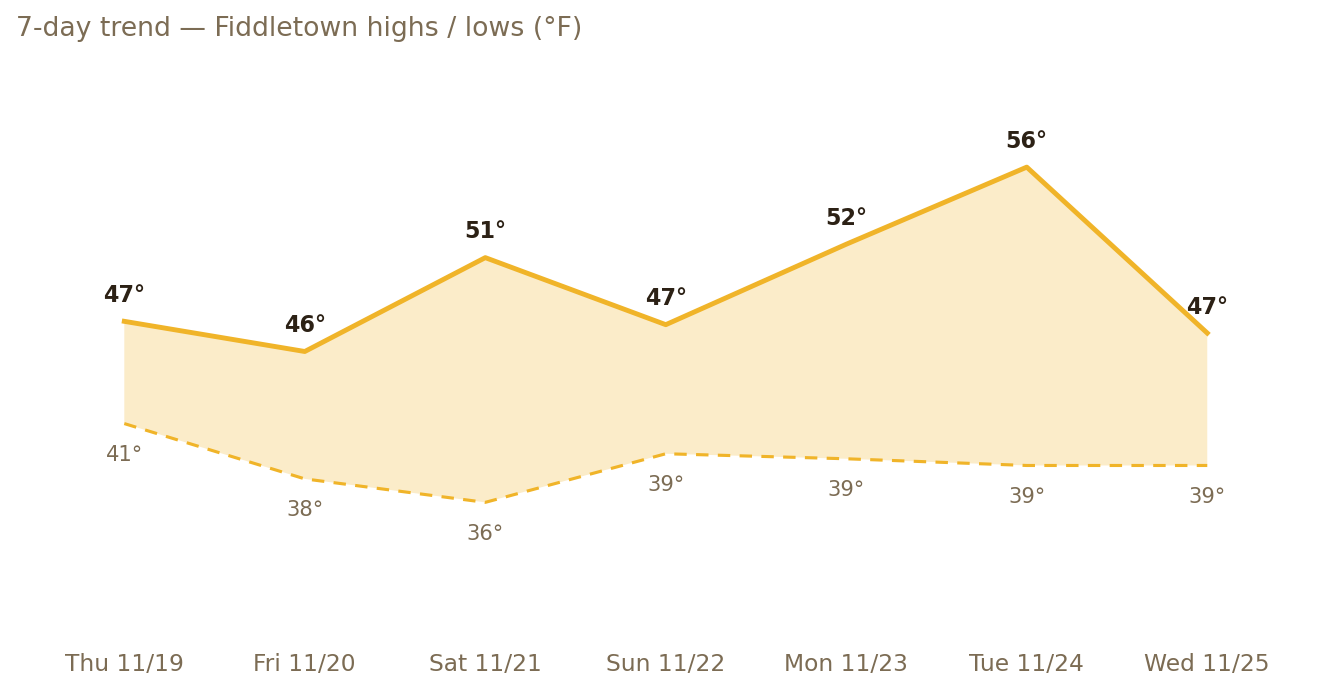 7-day trend — Fiddletown highs / lows (°F)
56°
52°
51°
47°
47°
47°
46°
41°
39°
39°
39°
39°
38°
36°
Thu 11/19
Fri 11/20
Sat 11/21
Sun 11/22
Mon 11/23
Tue 11/24
Wed 11/25